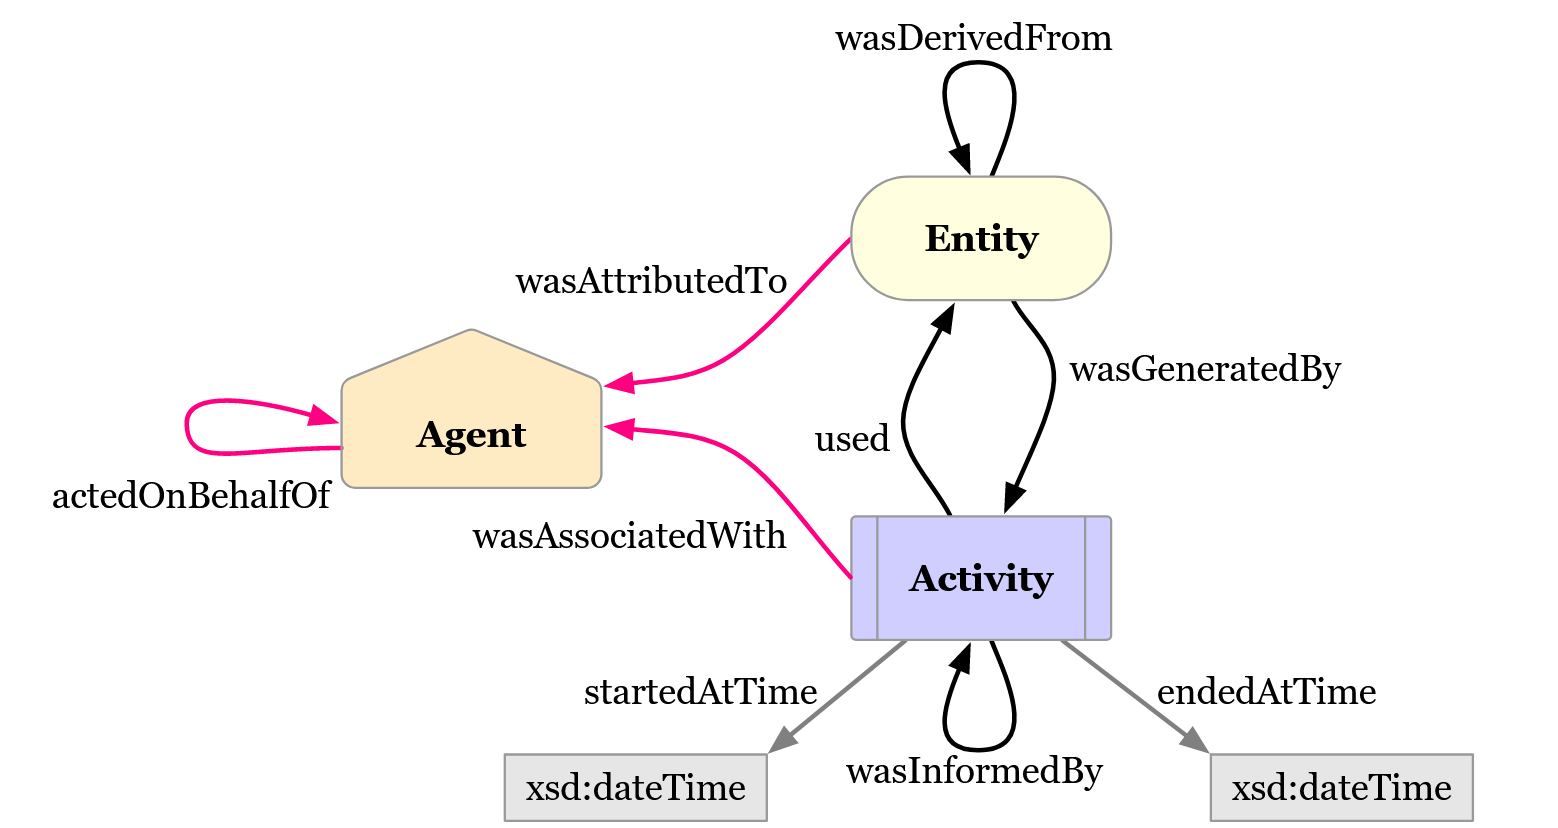 wasDerivedFrom
Entity
wasAttributedTo
wasGeneratedBy
Agent
used
actedOnBehalfOf
wasAssociatedWith
Activity
startedAtTime
endedAtTime
wasInformedBy
xsd:dateTime
xsd:dateTime